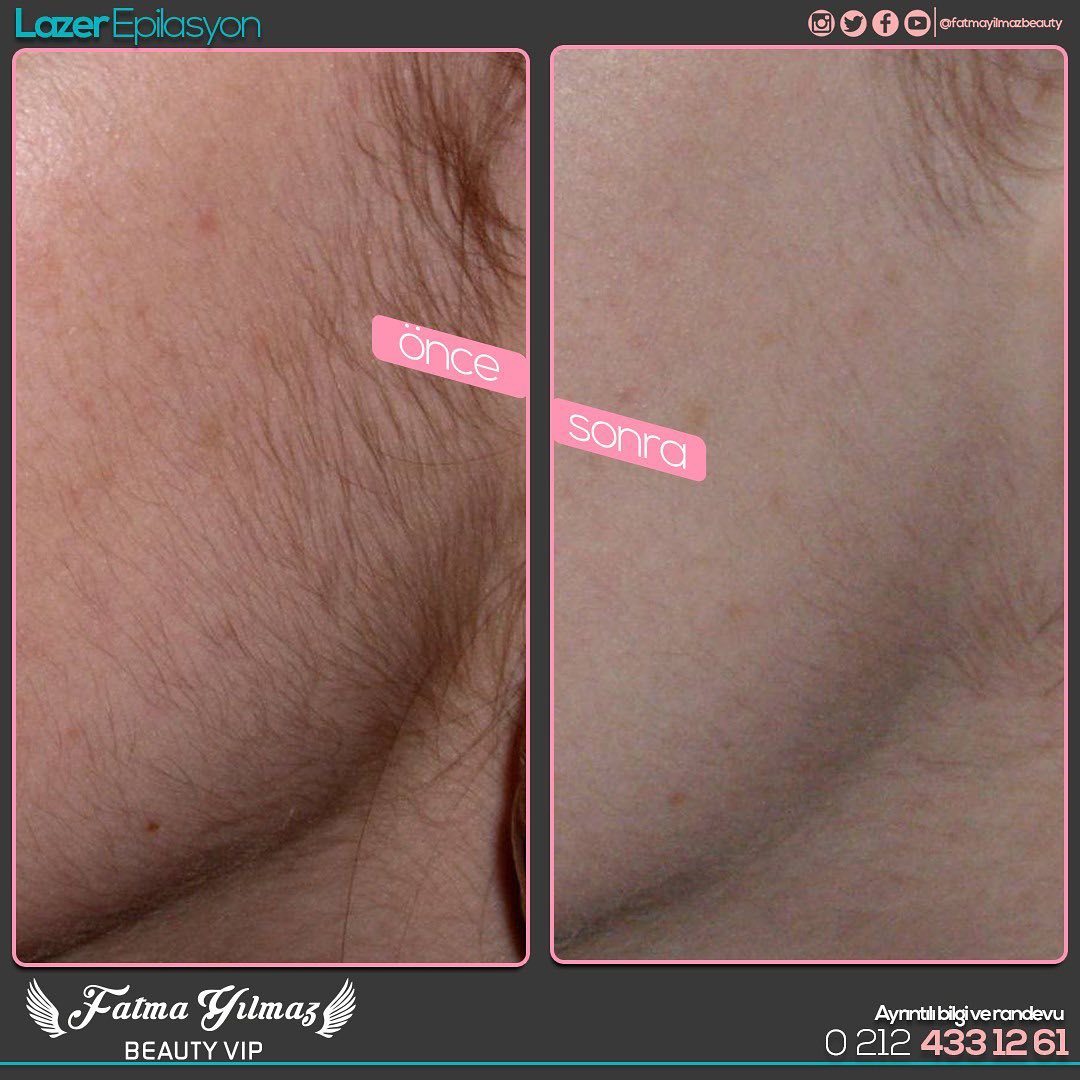 Lazer Epilasyon
@fatmayilmazbeauty
önce
sonra
Fatma Yılmaz
BEAUTY VIP
Ayrıntılı bilgi ve randevu
0 212 433 12 61